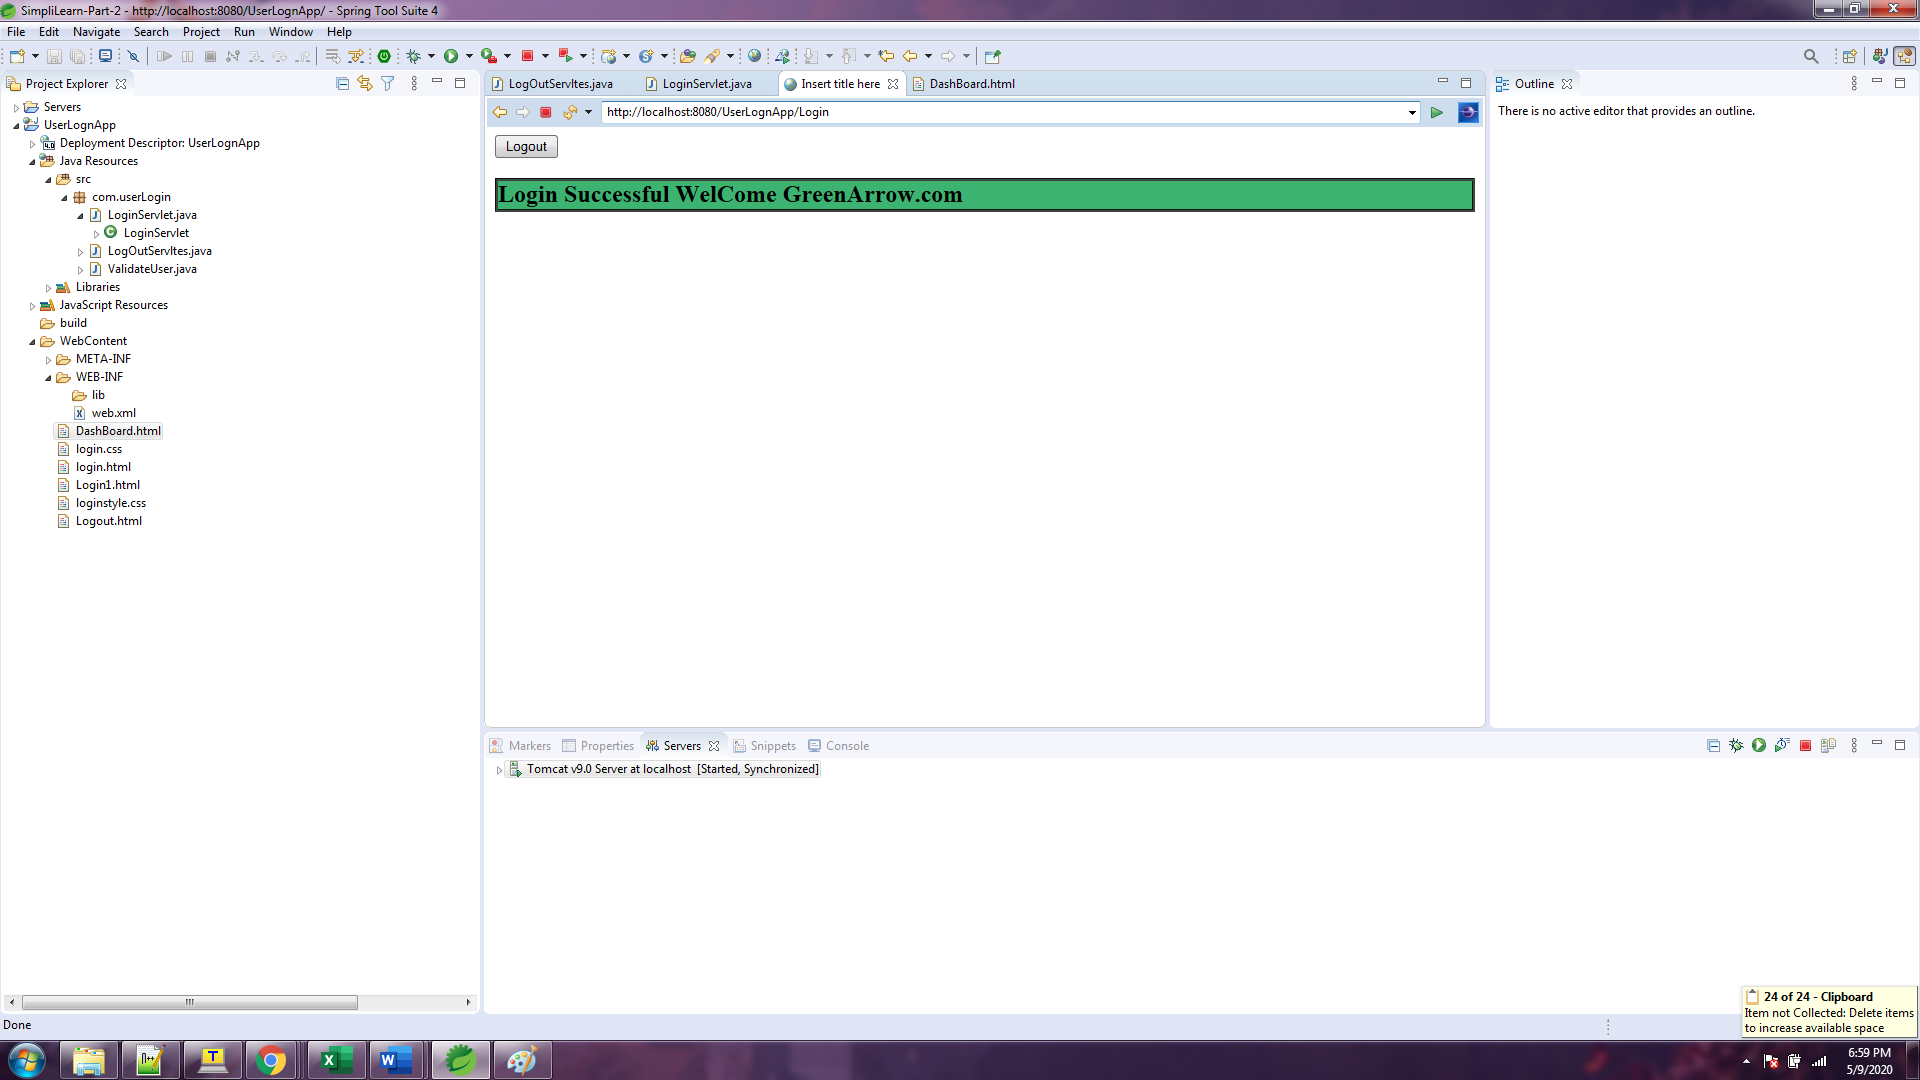 SimpliLearn-Part-2 - http://localhost:8080/UserLognApp/ - Spring Tool Suite 4
File Edit Navigate Search Project Run Window Help
Project Explorer
Servers
UserLognApp
Deployment Descriptor: UserLognApp
Java Resources
src
com.userLogin
LoginServlet.java
LoginServlet
LogOutServltes.java
ValidateUser.java
Libraries
JavaScript Resources
build
WebContent
META-INF
WEB-INF
lib
web.xml
DashBoard.html
login.css
login.html
Login1.html
loginstyle.css
Logout.html
LogOutServltes.java LoginServlet.java Insert title here DashBoard.html
http://localhost:8080/UserLognApp/Login
Logout
Login Successful WelCome GreenArrow.com
Outline
There is no active editor that provides an outline.
Markers Properties Servers Snippets Console
Tomcat v9.0 Server at localhost [Started, Synchronized]
24 of 24 - Clipboard
Item not Collected: Delete items
to increase available space
Done
6:59 PM
5/9/2020